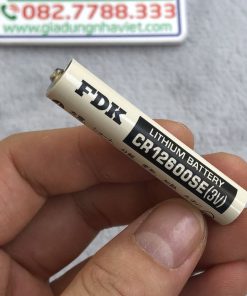 082.7788.333
www.giadungnhaviet.com
FDK
LITHIUM BATTERY
CR12600SE(3V)